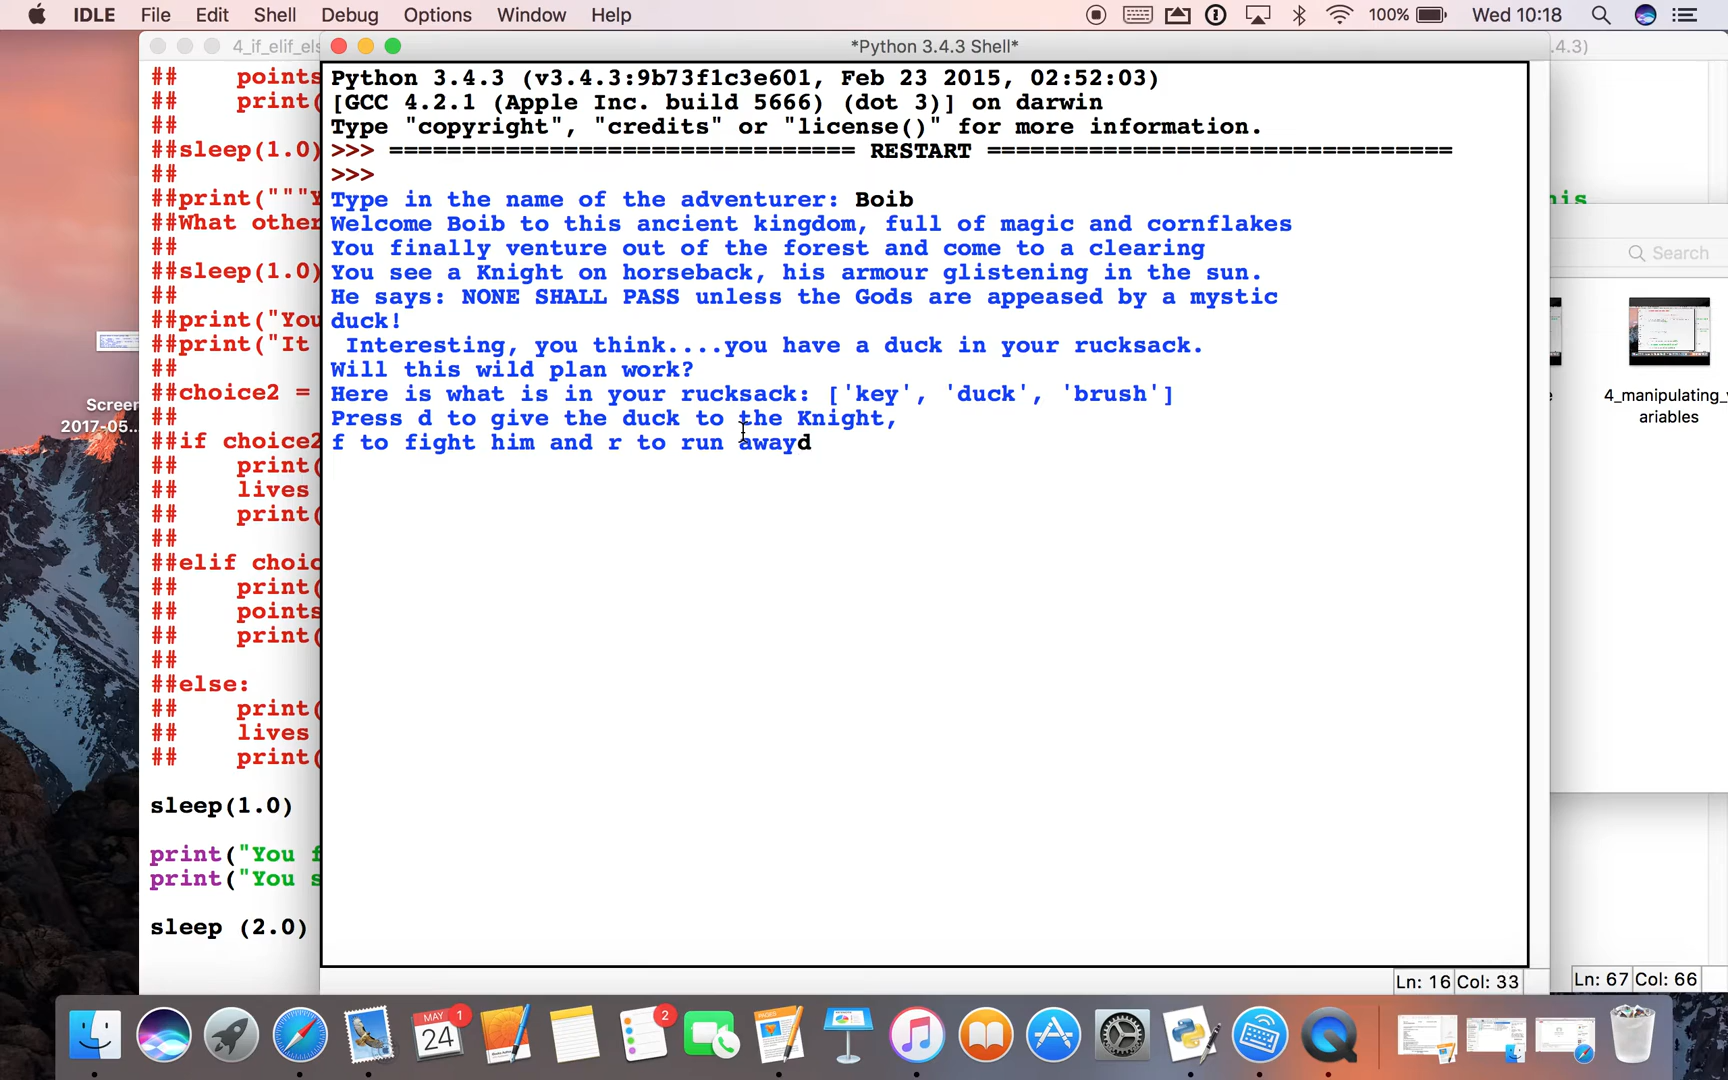 IDLE File Edit Shell Debug Options Window Help 100% Wed 10:18
4_if_elif_els *Python 3.4.3 Shell* .4.3)
## points
## print(
##
##sleep(1.0)
##
##print("""Y
##What other
##
##sleep(1.0)
##
##print("You
##print("It
##
##choice2 =
##
##if choice2
## print(
## lives
## print(
##
##elif choic
## print(
## points
## print(
##
##else:
## print(
## lives
## print(
sleep(1.0)
print("You f
print("You s
sleep (2.0)
Python 3.4.3 (v3.4.3:9b73f1c3e601, Feb 23 2015, 02:52:03)
[GCC 4.2.1 (Apple Inc. build 5666) (dot 3)] on darwin
Type "copyright", "credits" or "license()" for more information.
>>> ================================ RESTART ================================
>>>
Type in the name of the adventurer: Boib
Welcome Boib to this ancient kingdom, full of magic and cornflakes
You finally venture out of the forest and come to a clearing
You see a Knight on horseback, his armour glistening in the sun.
He says: NONE SHALL PASS unless the Gods are appeased by a mystic
duck!
Interesting, you think....you have a duck in your rucksack.
Will this wild plan work?
Here is what is in your rucksack: ['key', 'duck', 'brush']
Press d to give the duck to the Knight,
f to fight him and r to run awayd
Ln: 16 Col: 33
Screen
2017-05...
his
Search
e
4_manipulating_v
ariables
Ln: 67 Col: 66
MAY
24
1
2